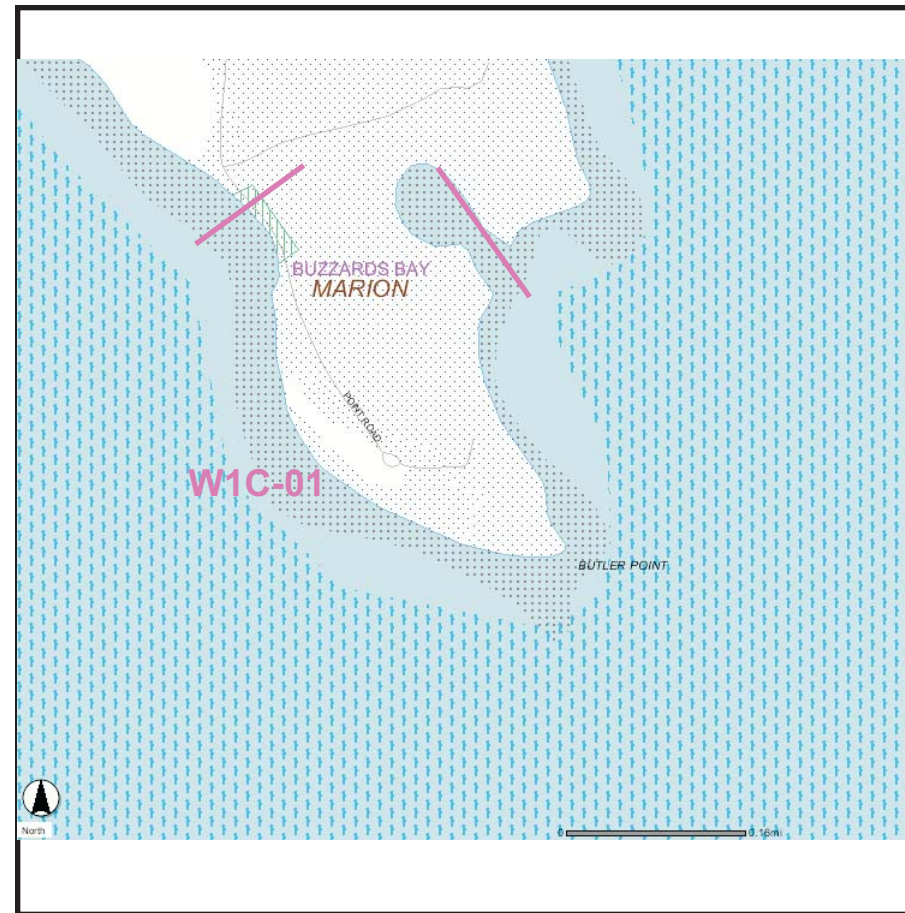 BUZZARDS BAY
MARION
POINT ROAD
W1C-01
BUTLER POINT
North
0 0.16mi